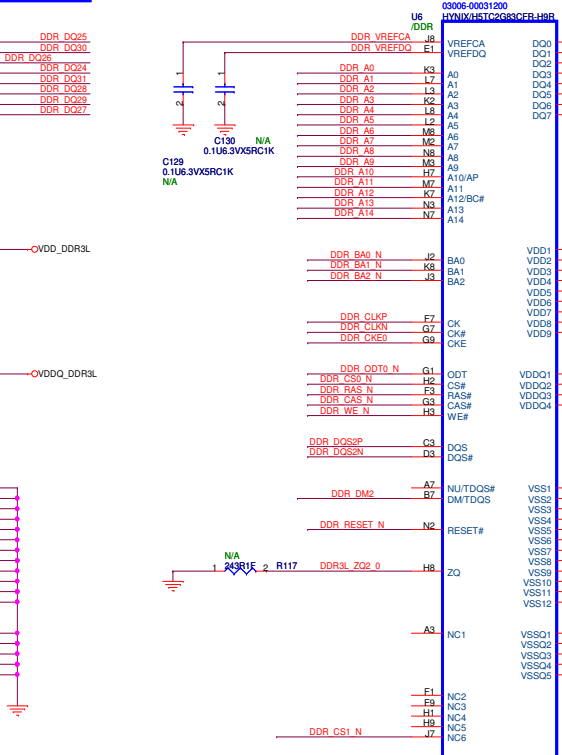 03006-00031200
U6
HYNIX/H5TC2G83CFR-H9R
/DDR
DDR_DQ25
DDR_DQ30
DDR_DQ26
DDR_DQ24
DDR_DQ31
DDR_DQ28
DDR_DQ29
DDR_DQ27
VDD_DDR3L
VDDQ_DDR3L
1
2
1
2
C130
N/A
0.1U6.3VX5RC1K
C129
0.1U6.3VX5RC1K
N/A
DDR_VREFCA J8 VREFCA
DDR_VREFDQ E1 VREFDQ
DDR_A0 K3 A0
DDR_A1 L7 A1
DDR_A2 L3 A2
DDR_A3 K2 A3
DDR_A4 L8 A4
DDR_A5 L2 A5
DDR_A6 M8 A6
DDR_A7 M2 A7
DDR_A8 N8 A8
DDR_A9 M3 A9
DDR_A10 H7 A10/AP
DDR_A11 M7 A11
DDR_A12 K7 A12/BC#
DDR_A13 N3 A13
DDR_A14 N7 A14
DDR_BA0_N J2 BA0
DDR_BA1_N K8 BA1
DDR_BA2_N J3 BA2
DDR_CLKP F7 CK
DDR_CLKN G7 CK#
DDR_CKE0 G9 CKE
DDR_ODT0_N G1 ODT
DDR_CS0_N H2 CS#
DDR_RAS_N F3 RAS#
DDR_CAS_N G3 CAS#
DDR_WE_N H3 WE#
DDR_DQS2P C3 DQS
DDR_DQS2N D3 DQS#
A7 NU/TDQS#
DDR_DM2 B7 DM/TDQS
DDR_RESET_N N2 RESET#
N/A
1 243R1F 2 R117 DDR3L_ZQ2_0 H8 ZQ
A3 NC1
F1 NC2
F9 NC3
H1 NC4
H9 NC5
DDR_CS1_N J7 NC6
DQ0
DQ1
DQ2
DQ3
DQ4
DQ5
DQ6
DQ7
VDD1
VDD2
VDD3
VDD4
VDD5
VDD6
VDD7
VDD8
VDD9
VDDQ1
VDDQ2
VDDQ3
VDDQ4
VSS1
VSS2
VSS3
VSS4
VSS5
VSS6
VSS7
VSS8
VSS9
VSS10
VSS11
VSS12
VSSQ1
VSSQ2
VSSQ3
VSSQ4
VSSQ5